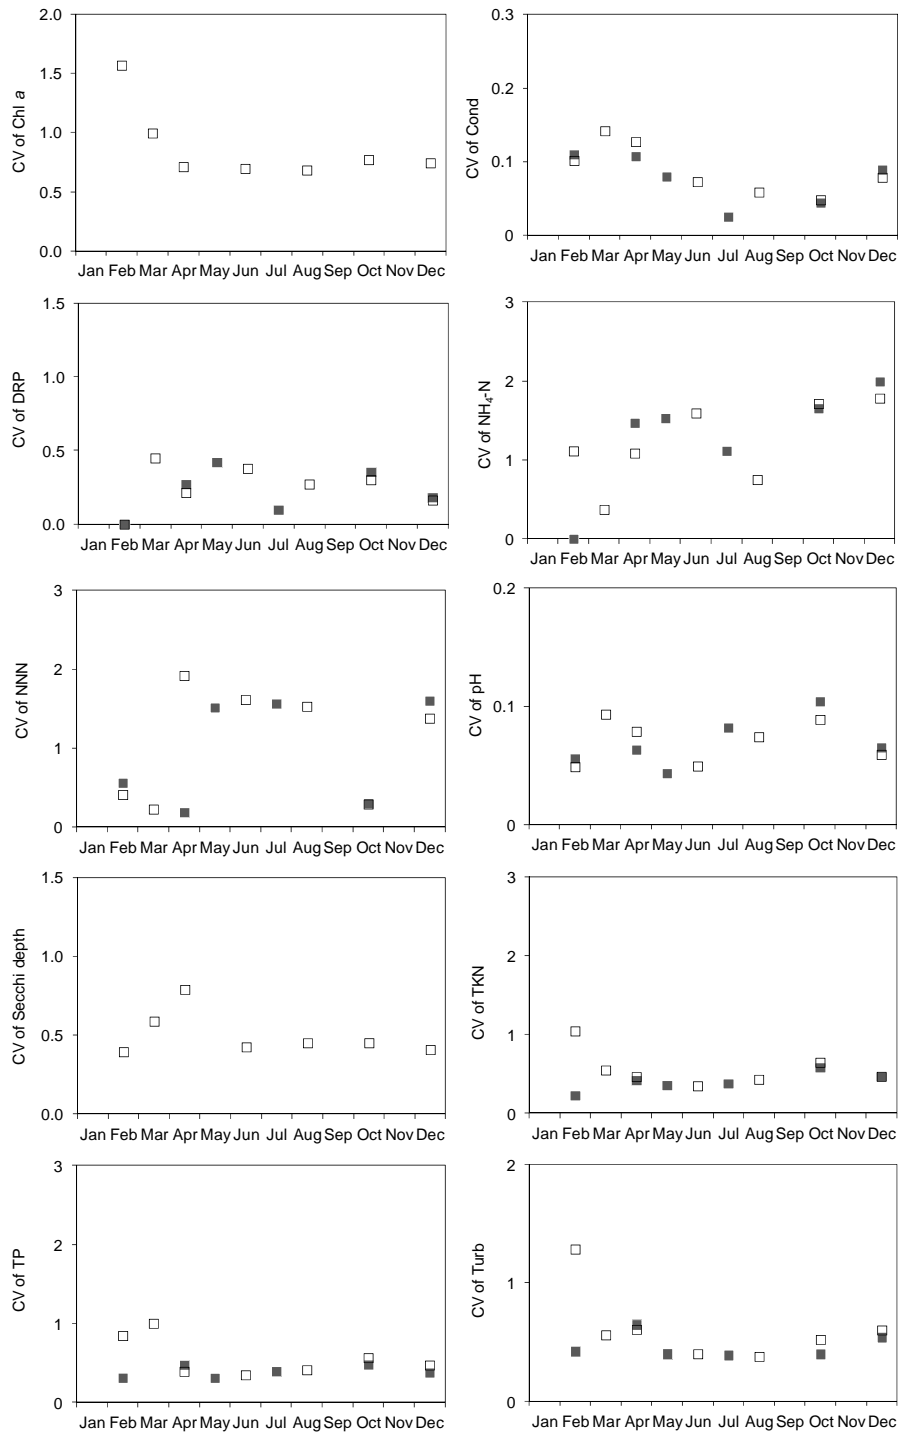 2.0
1.5
1.0
0.5
0.0
CV of Chl a
Jan Feb Mar Apr May Jun Jul Aug Sep Oct Nov Dec
0.3
0.2
0.1
0
CV of Cond
Jan Feb Mar Apr May Jun Jul Aug Sep Oct Nov Dec
1.5
1.0
0.5
0.0
CV of DRP
Jan Feb Mar Apr May Jun Jul Aug Sep Oct Nov Dec
3
2
1
0
CV of NH₄-N
Jan Feb Mar Apr May Jun Jul Aug Sep Oct Nov Dec
3
2
1
0
CV of NNN
Jan Feb Mar Apr May Jun Jul Aug Sep Oct Nov Dec
0.2
0.1
0
CV of pH
Jan Feb Mar Apr May Jun Jul Aug Sep Oct Nov Dec
1.5
1.0
0.5
0.0
CV of Secchi depth
Jan Feb Mar Apr May Jun Jul Aug Sep Oct Nov Dec
3
2
1
0
CV of TKN
Jan Feb Mar Apr May Jun Jul Aug Sep Oct Nov Dec
3
2
1
0
CV of TP
Jan Feb Mar Apr May Jun Jul Aug Sep Oct Nov Dec
2
1
0
CV of Turb
Jan Feb Mar Apr May Jun Jul Aug Sep Oct Nov Dec